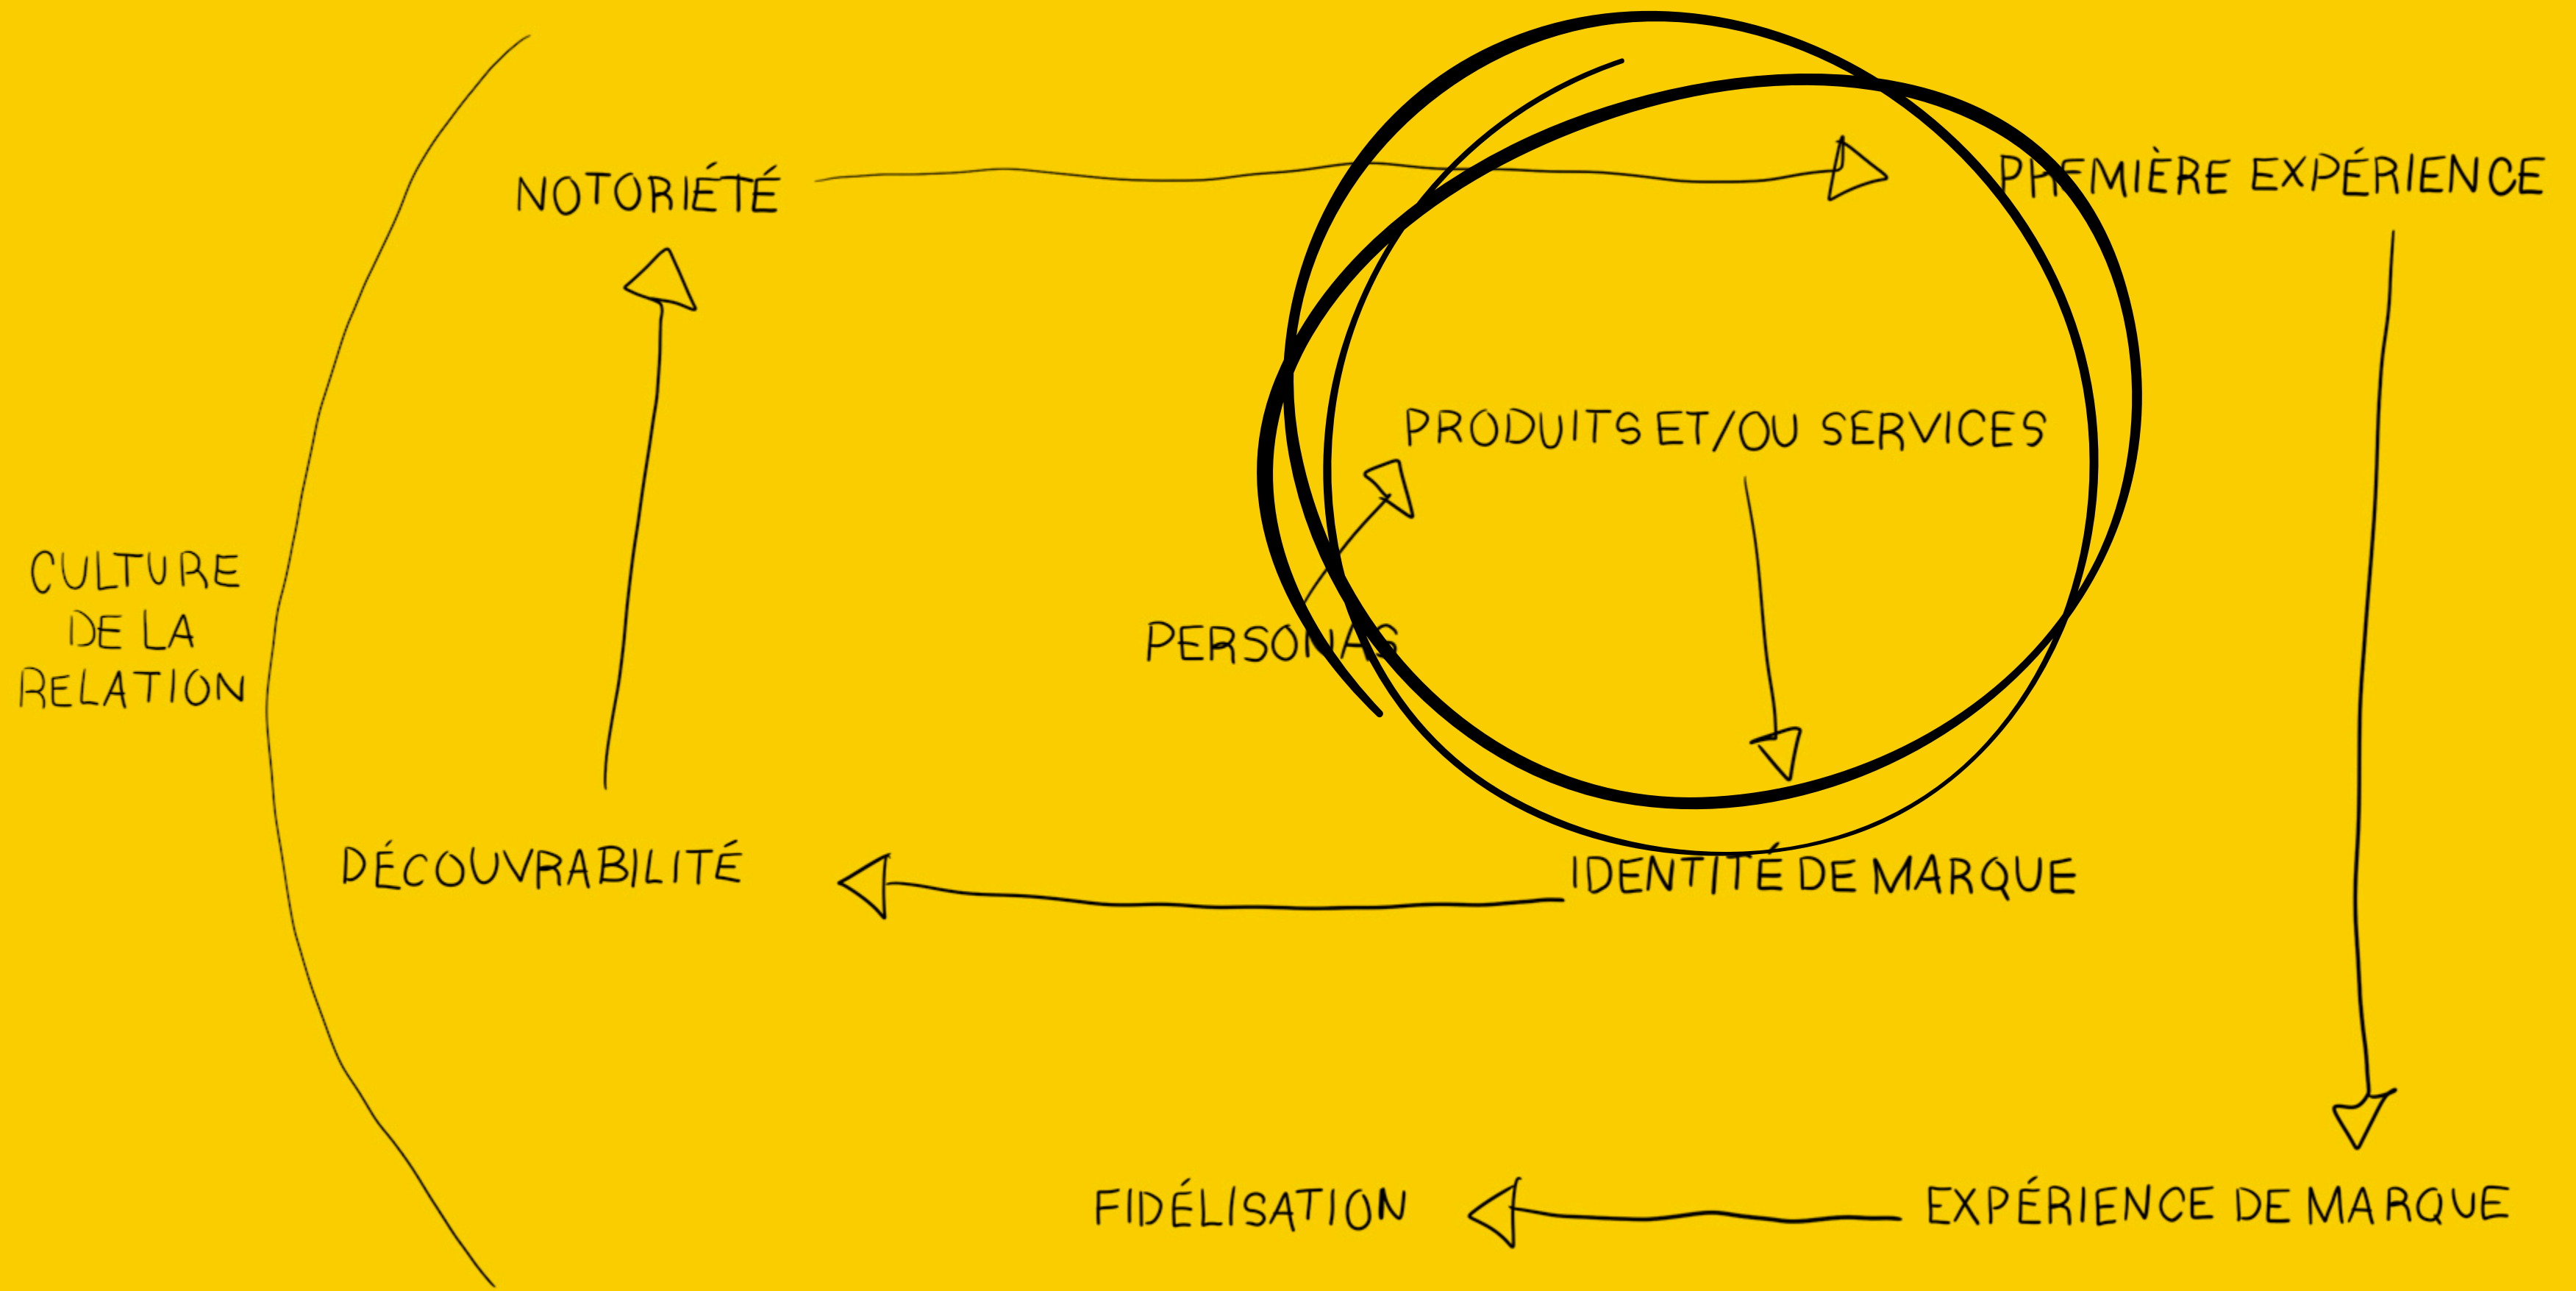 NOTORIÉTÉ
PREMIÈRE EXPÉRIENCE
PRODUITS ET/OU SERVICES
CULTURE
DE LA
RELATION
PERSONAS
DÉCOUVRABILITÉ
IDENTITÉ DE MARQUE
FIDÉLISATION
EXPÉRIENCE DE MARQUE